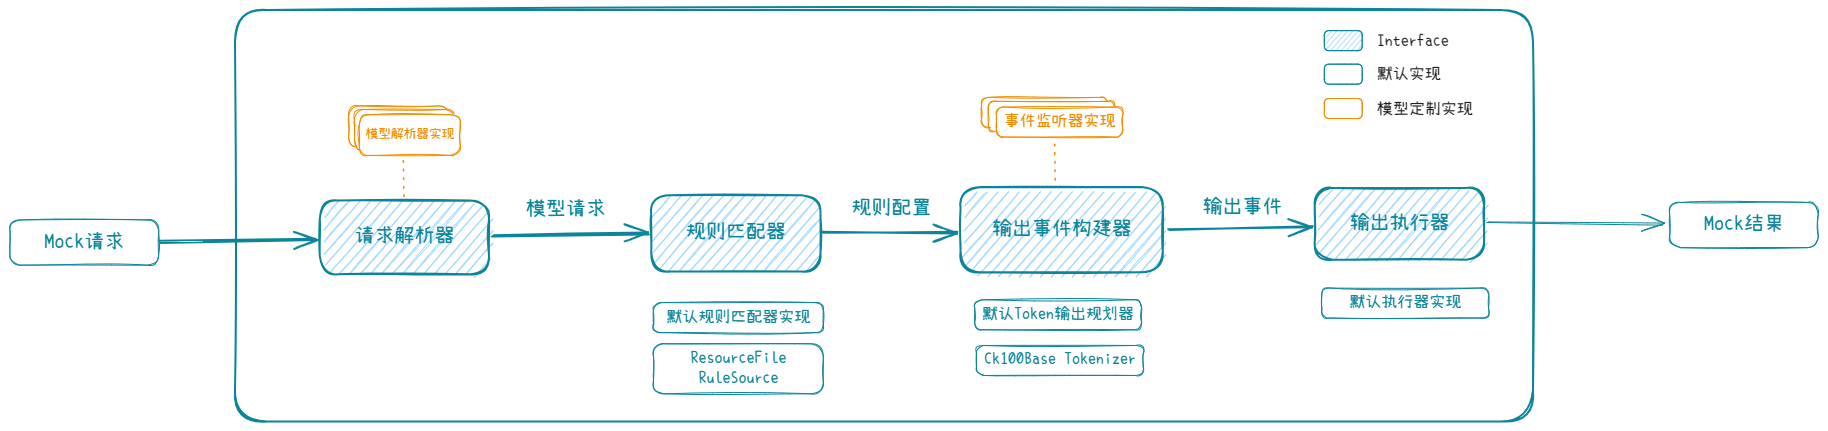 Interface
默认实现
模型定制实现
模型解析器实现
事件监听器实现
Mock请求
请求解析器
模型请求
规则匹配器
规则配置
输出事件构建器
输出事件
输出执行器
Mock结果
默认规则匹配器实现
ResourceFile
RuleSource
默认Token输出规划器
Ck100Base Tokenizer
默认执行器实现